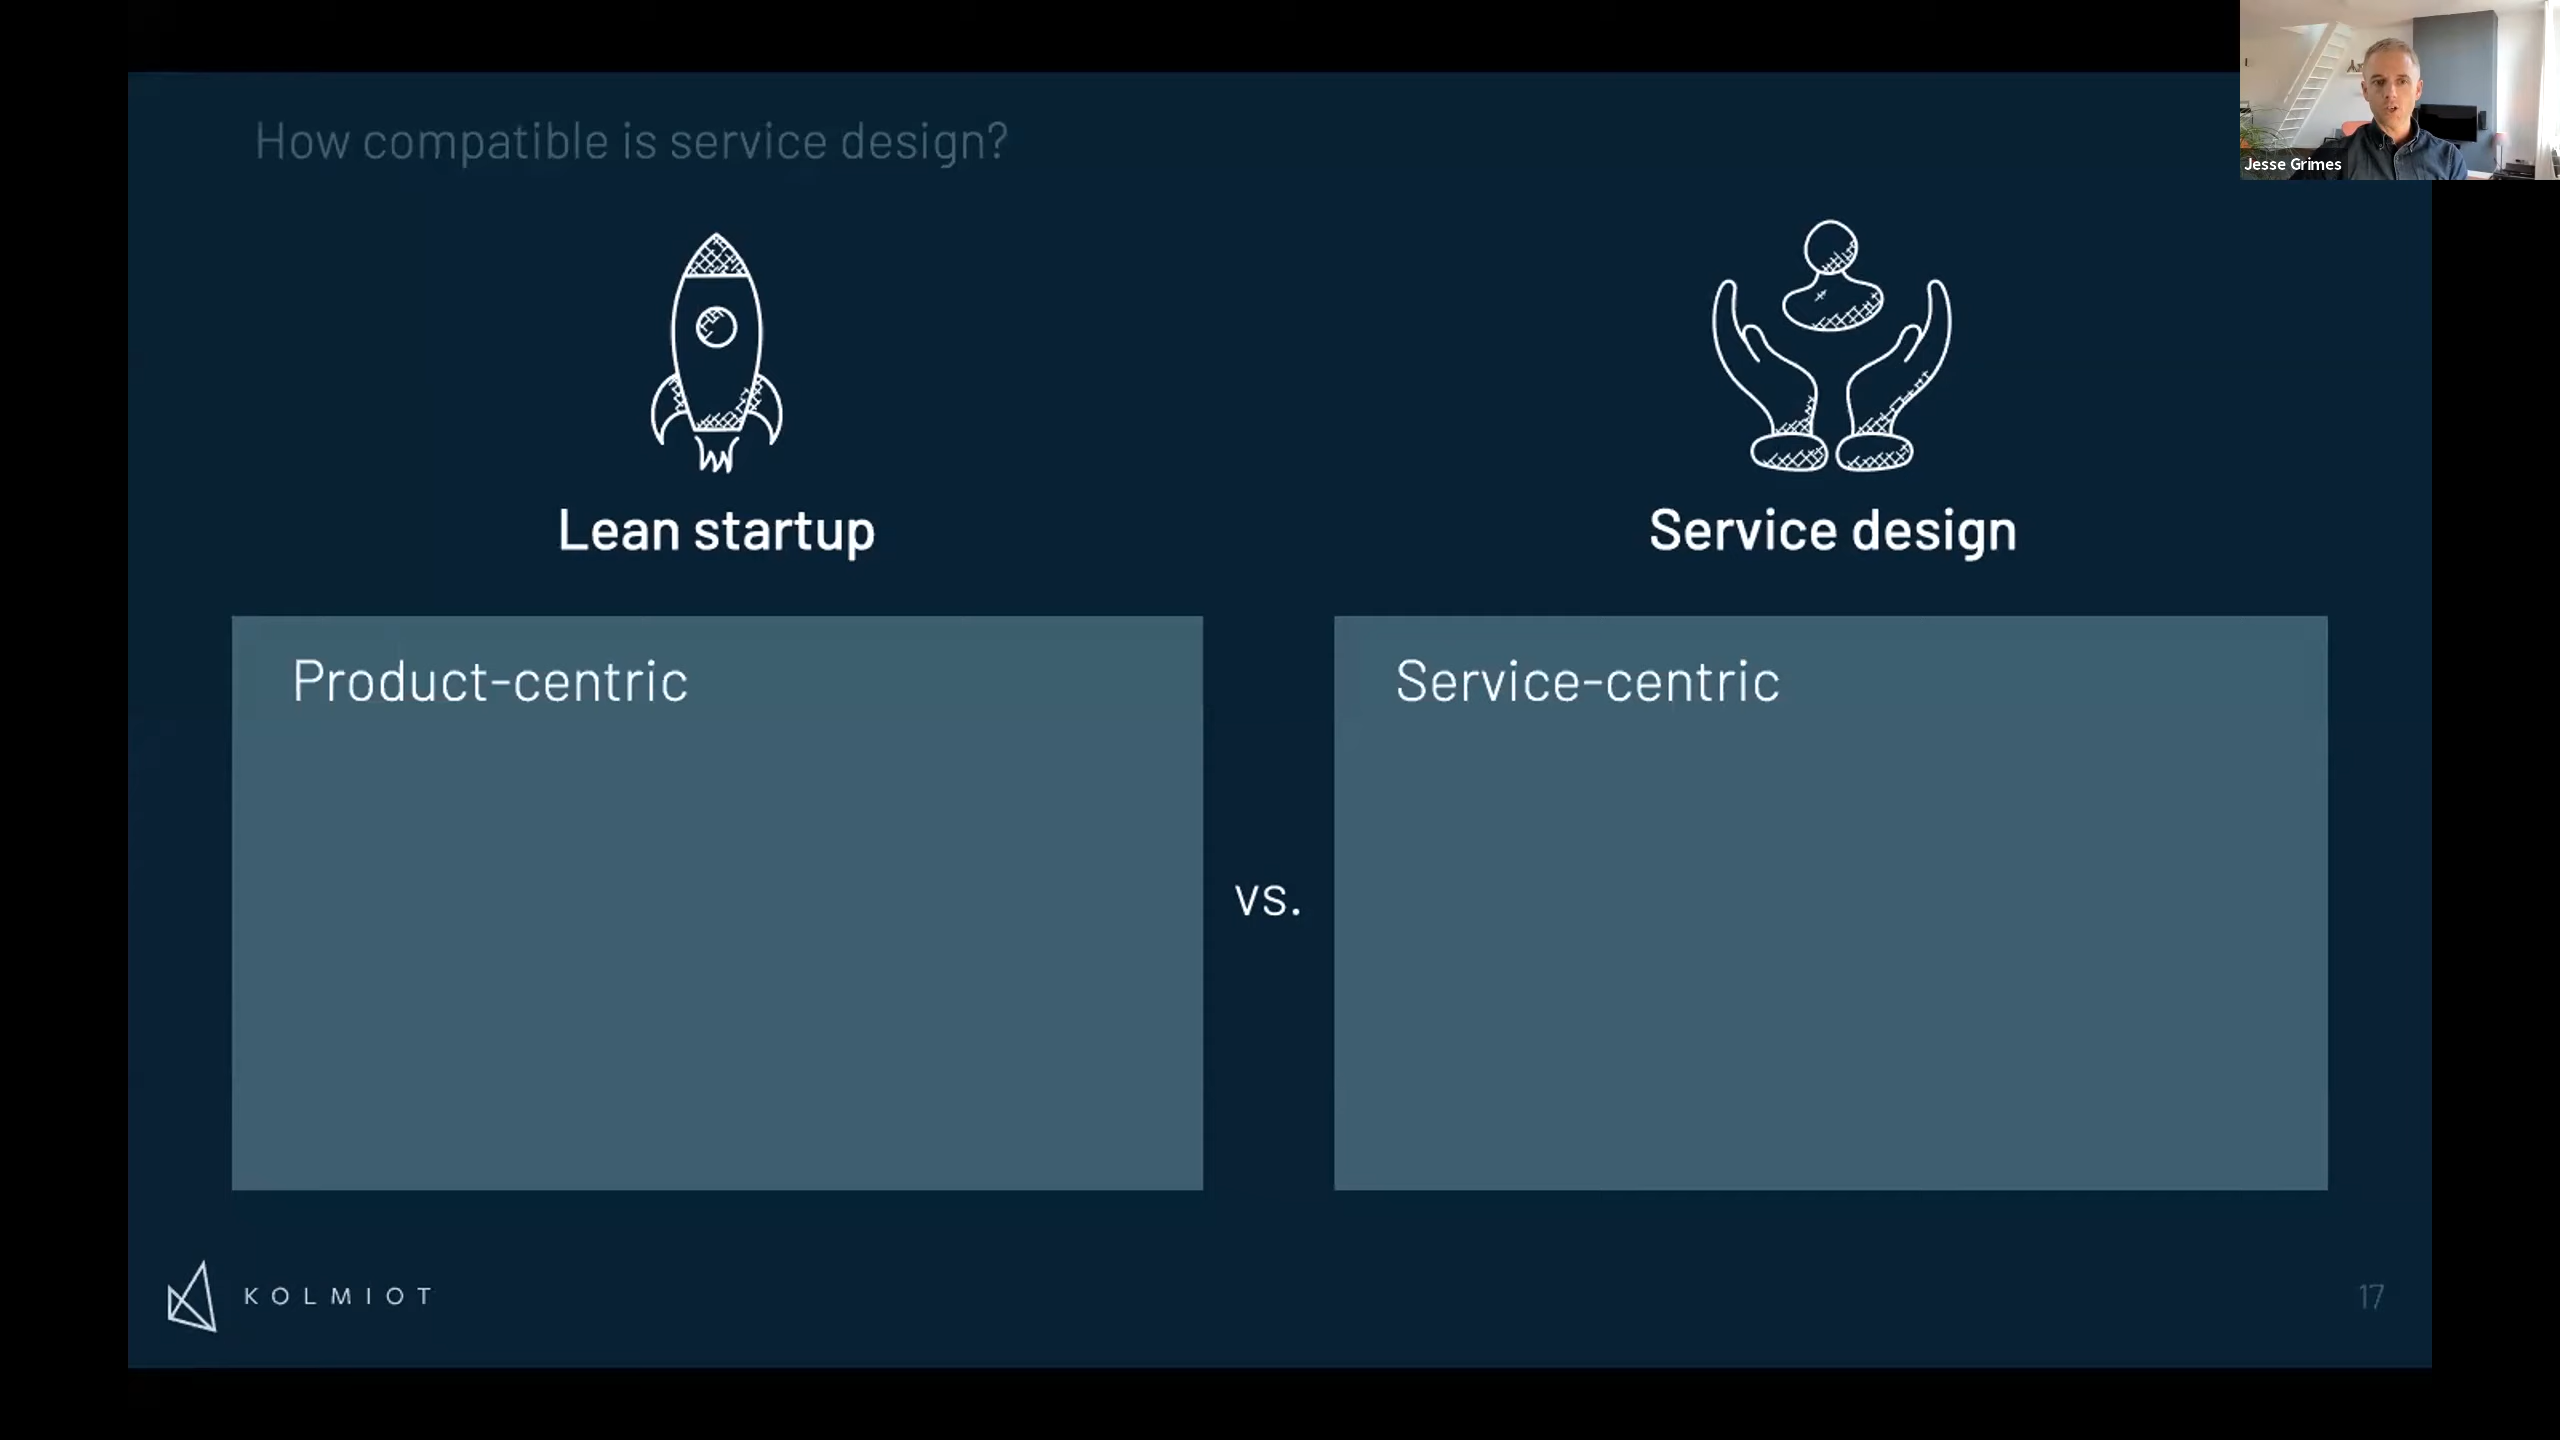 How compatible is service design?
Jesse Grimes
Lean startup
Service design
Product-centric
vs.
Service-centric
KOLMIOT
17